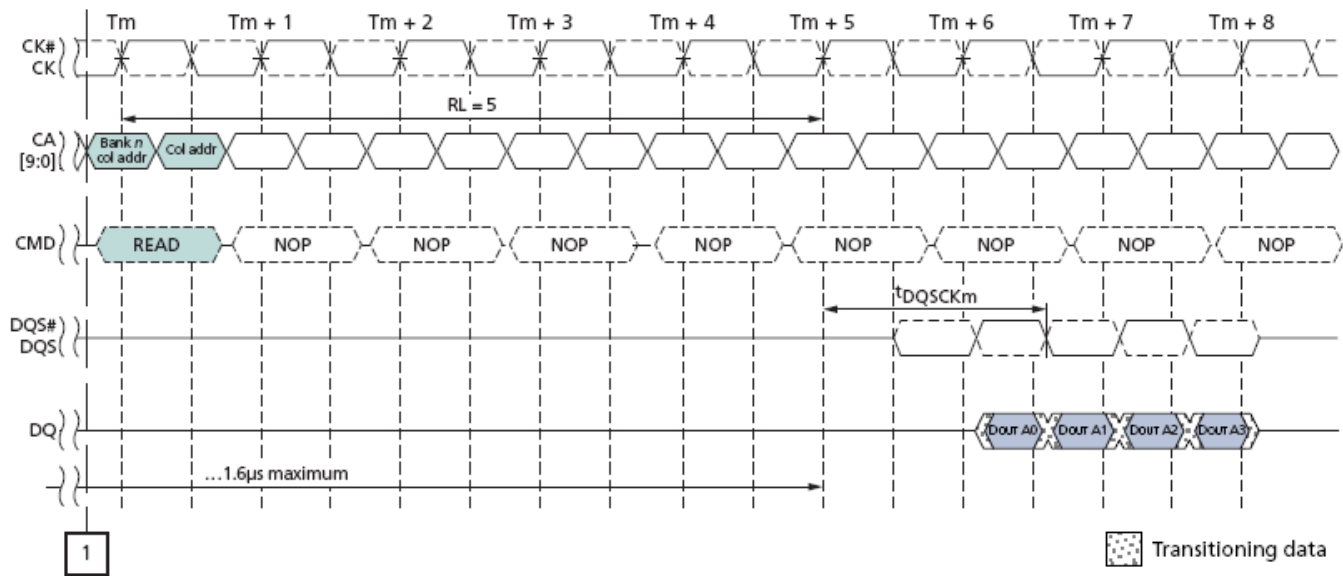 Tm Tm + 1 Tm + 2 Tm + 3 Tm + 4 Tm + 5 Tm + 6 Tm + 7 Tm + 8
CK#
CK
RL = 5
CA
[9:0]
Bank n
col addr
Col addr
CMD READ NOP NOP NOP NOP NOP NOP NOP NOP
tDQSCKm
DQS#
DQS
DQ DOUT A0 DOUT A1 DOUT A2 DOUT A3
...1.6µs maximum
1
Transitioning data